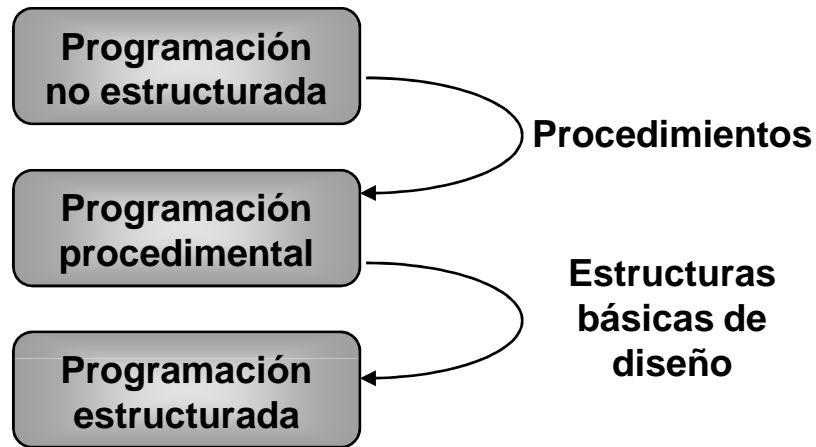 Programación
no estructurada
Procedimientos
Programación
procedimental
Estructuras
básicas de
diseño
Programación
estructurada